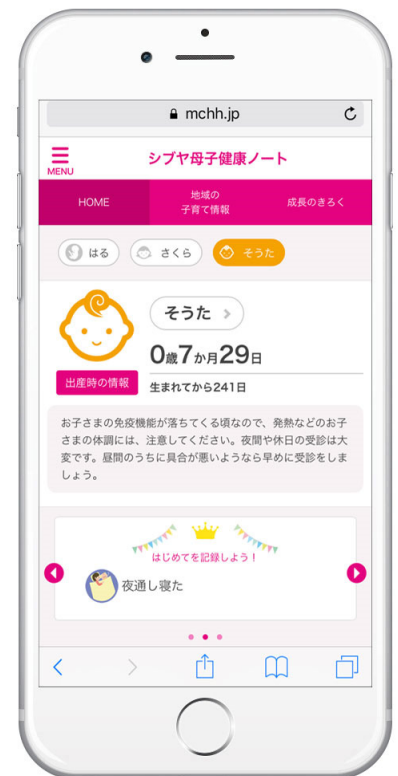 mchh.jp
MENU
シブヤ母子健康ノート
HOME
地域の
子育て情報
成長のきろく
はる
さくら
そうた
そうた
0歳7か月29日
出産時の情報
生まれてから241日
お子さまの免疫機能が落ちてくる頃なので、発熱などのお子
さまの体調には、注意してください。夜間や休日の受診は大
変です。昼間のうちに具合が悪いようなら早めに受診をしま
しょう。
はじめてを記録しよう！
夜通し寝た